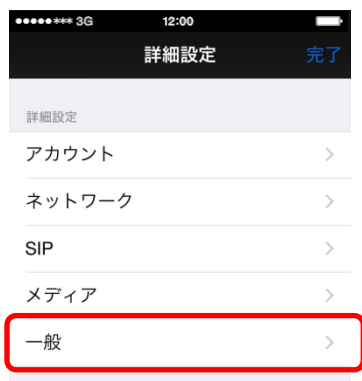 ●●●●●*** 3G 12:00
詳細設定 完了
詳細設定
アカウント
ネットワーク
SIP
メディア
一般